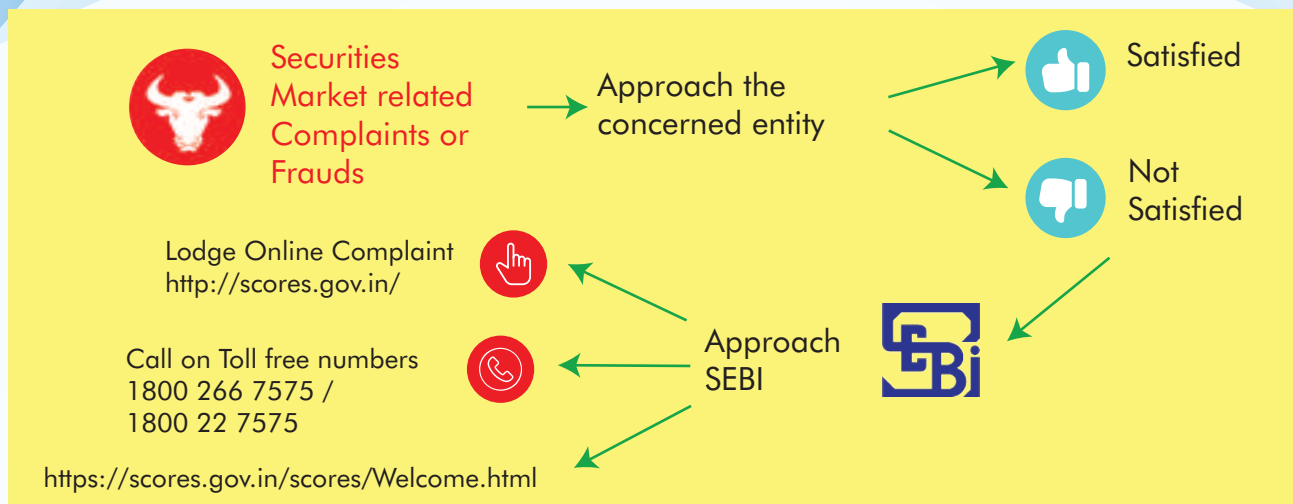 Securities
Market related
Complaints or
Frauds
Approach the
concerned entity
Satisfied
Not
Satisfied
SEBi
Approach
SEBI
Lodge Online Complaint
http://scores.gov.in/
Call on Toll free numbers
1800 266 7575 /
1800 22 7575
https://scores.gov.in/scores/Welcome.html